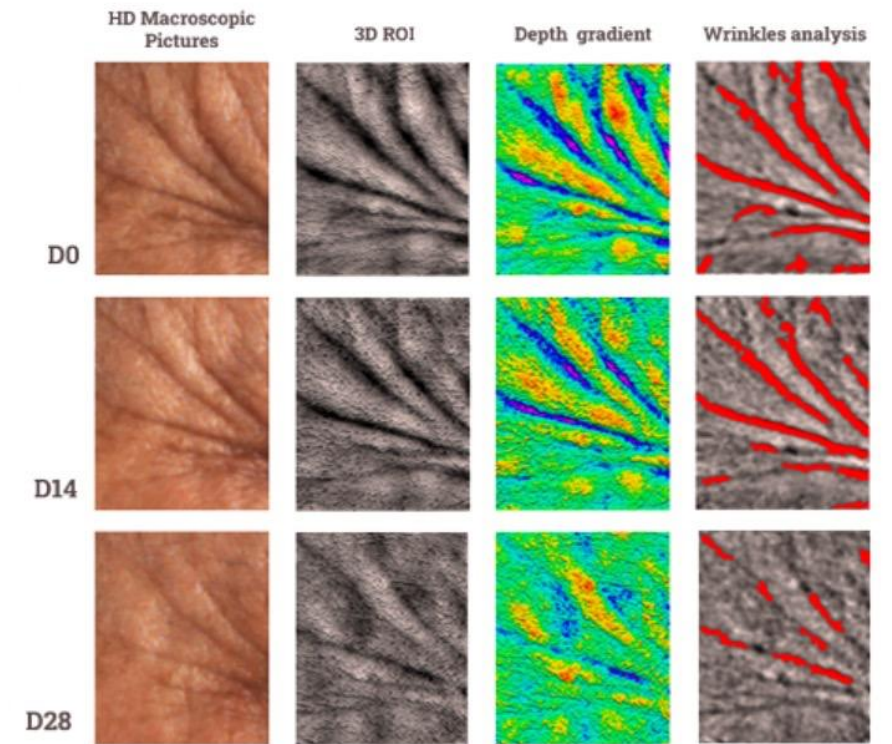 HD Macroscopic
Pictures
3D ROI
Depth gradient
Wrinkles analysis
D0
D14
D28